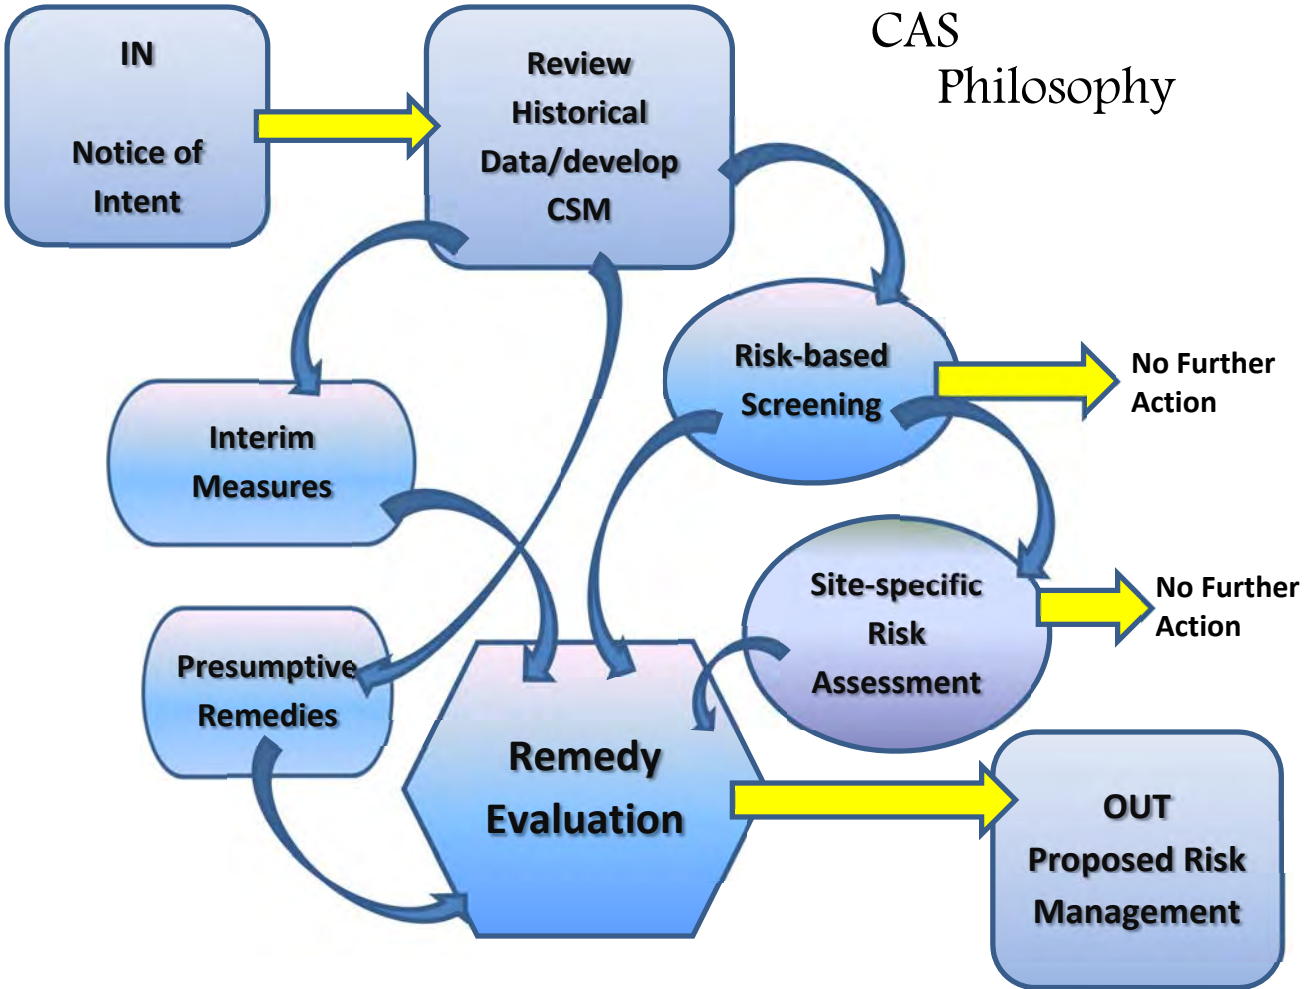 CAS
Philosophy
IN
Notice of
Intent
Review
Historical
Data/develop
CSM
Risk-based
Screening
No Further
Action
Interim
Measures
Site-specific
Risk
Assessment
No Further
Action
Presumptive
Remedies
Remedy
Evaluation
OUT
Proposed Risk
Management